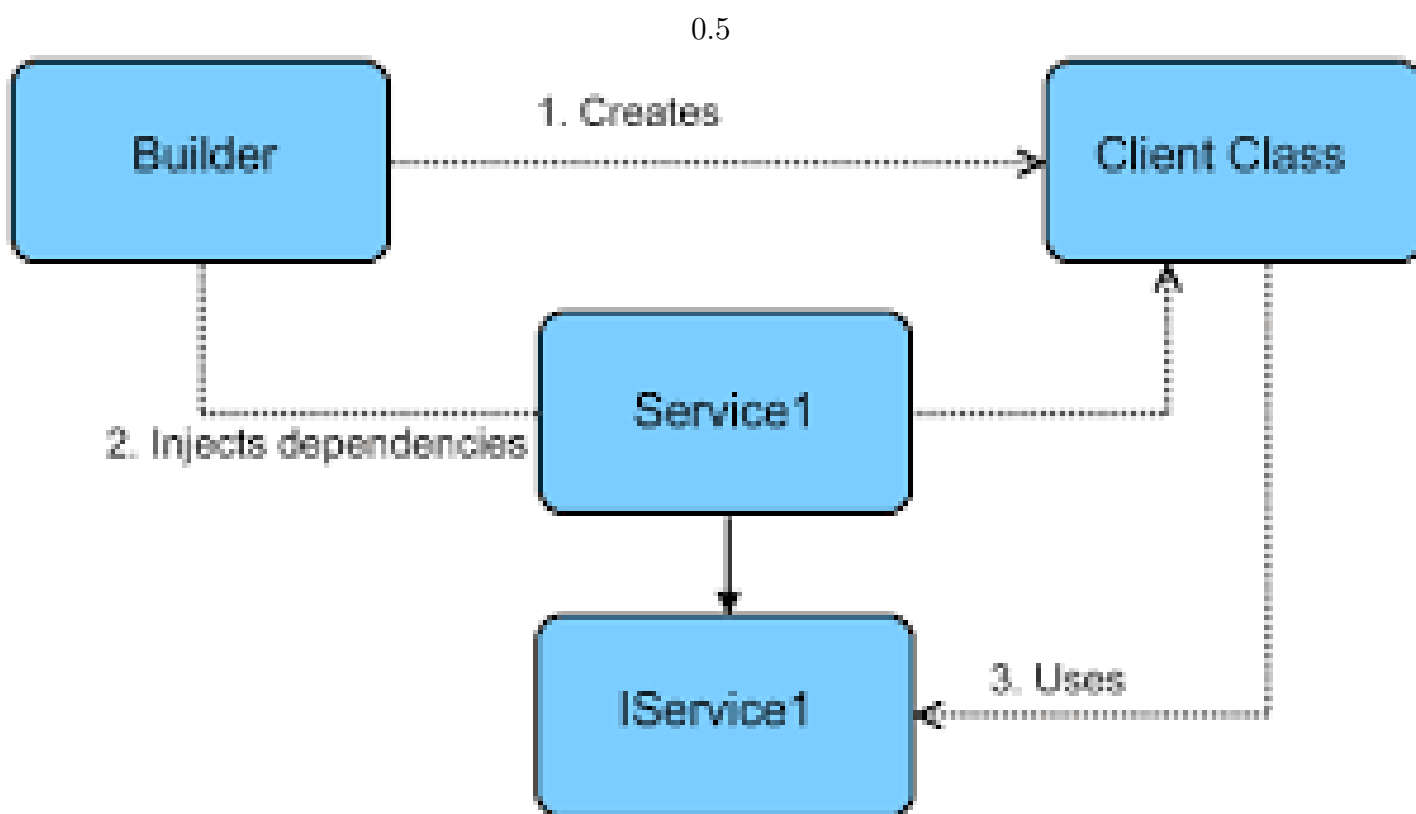 0.5
1. Creates
Builder
Client Class
Service1
2. Injects dependencies
3. Uses
IService1